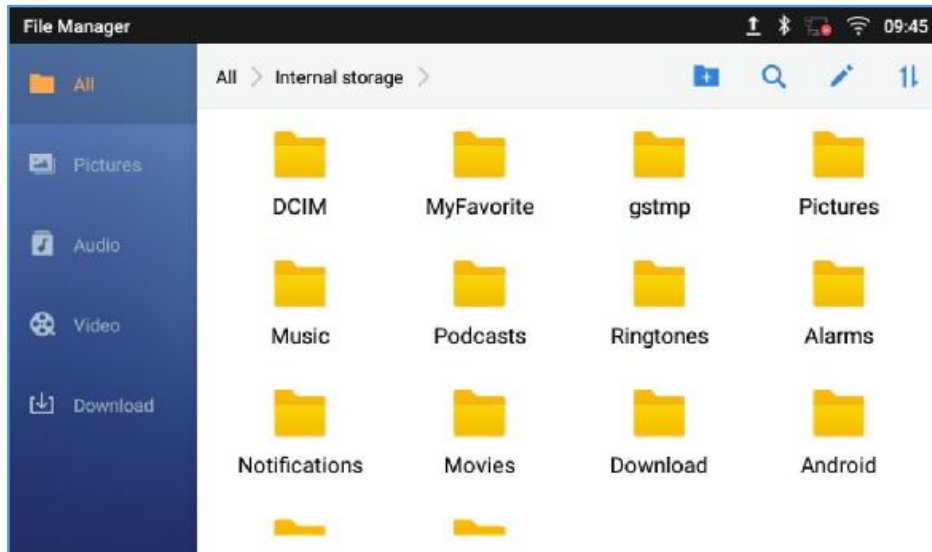 File Manager 09:45
All
All > Internal storage >
Pictures
Audio
Video
Download
DCIM MyFavorite gstmp Pictures
Music Podcasts Ringtones Alarms
Notifications Movies Download Android